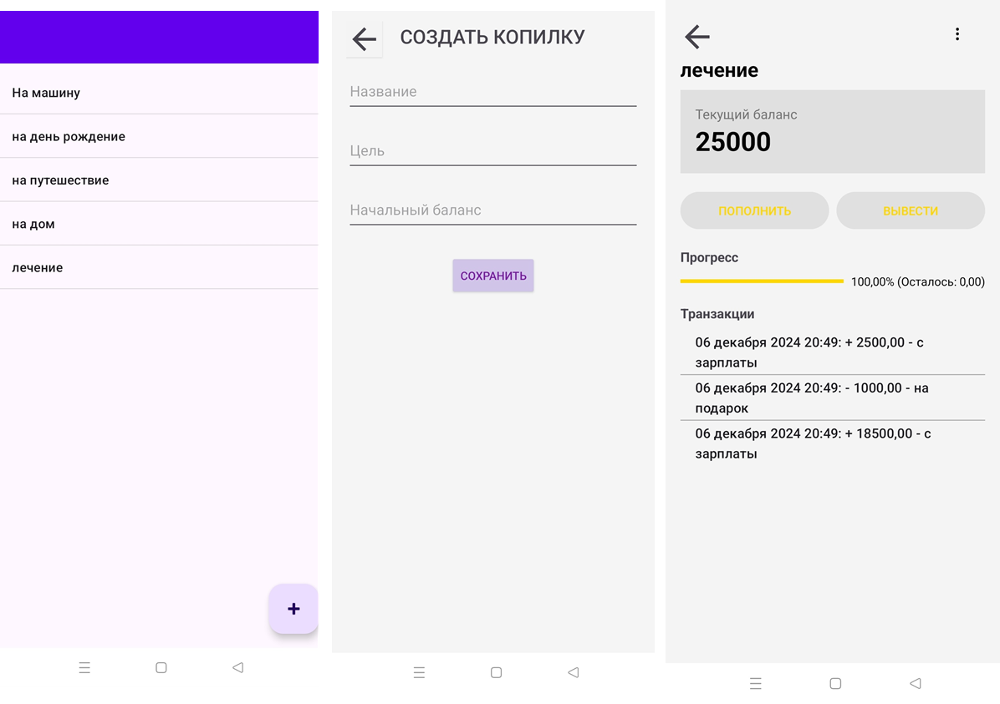 На машину
на день рождение
на путешествие
на дом
лечение
+
СОЗДАТЬ КОПИЛКУ
Название
Цель
Начальный баланс
СОХРАНИТЬ
лечение
Текущий баланс
25000
ПОПОЛНИТЬ ВЫВЕСТИ
Прогресс
100,00% (Осталось: 0,00)
Транзакции
06 декабря 2024 20:49: + 2500,00 - с
зарплаты
06 декабря 2024 20:49: - 1000,00 - на
подарок
06 декабря 2024 20:49: + 18500,00 - с
зарплаты